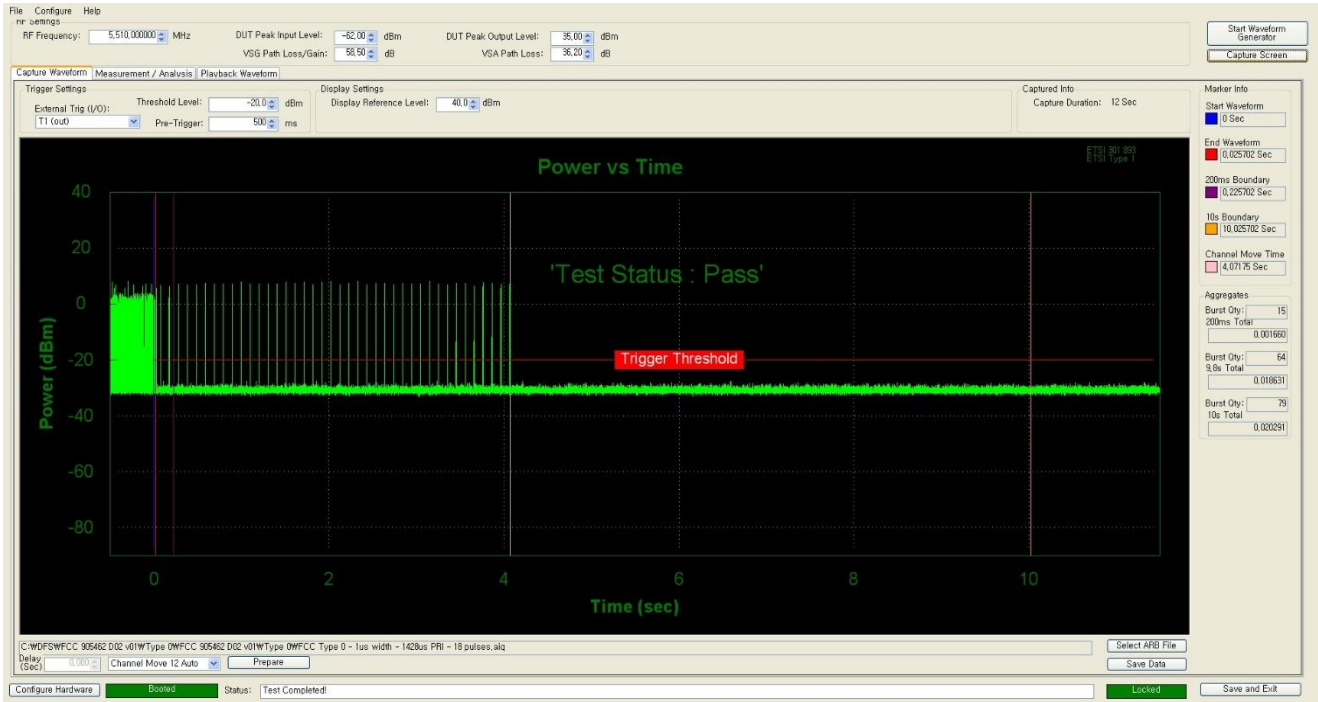 File Configure Help
RF Settings
RF Frequency: 5,510,000000 MHz DUT Peak Input Level: -62,00 dBm DUT Peak Output Level: 35,00 dBm
VSG Path Loss/Gain: 58,50 dB VSA Path Loss: 36,20 dB
Start Waveform Generator
Capture Screen
Capture Waveform Measurement / Analysis Playback Waveform
Trigger Settings
External Trig (I/O): Threshold Level: -20,0 dBm
T1 (out) Pre-Trigger: 500 ms
Display Settings
Display Reference Level: 40,0 dBm
Captured Info
Capture Duration: 12 Sec
Marker Info
Start Waveform
0 Sec
End Waveform
0,025702 Sec
200ms Boundary
0,225702 Sec
10s Boundary
10,025702 Sec
Channel Move Time
4,07175 Sec
Aggregates
Burst Qty: 15
200ms Total
0,001660
Burst Qty: 64
9,8s Total
0,018631
Burst Qty: 79
10s Total
0,020291
ETSI 301 893
ETSI Type 1
Power vs Time
'Test Status : Pass'
Trigger Threshold
Power (dBm)
40
20
0
-20
-40
-60
-80
0 2 4 6 8 10
Time (sec)
C:₩DFS₩FCC 905462 D02 v01₩Type 0₩FCC 905462 D02 v01₩Type 0₩FCC Type 0 - 1us width - 1428us PRI - 18 pulses,aiq
Select ARB File
Delay (Sec) 0,000 Channel Move 12 Auto Prepare
Save Data
Configure Hardware Booted Status: Test Completed! Locked Save and Exit